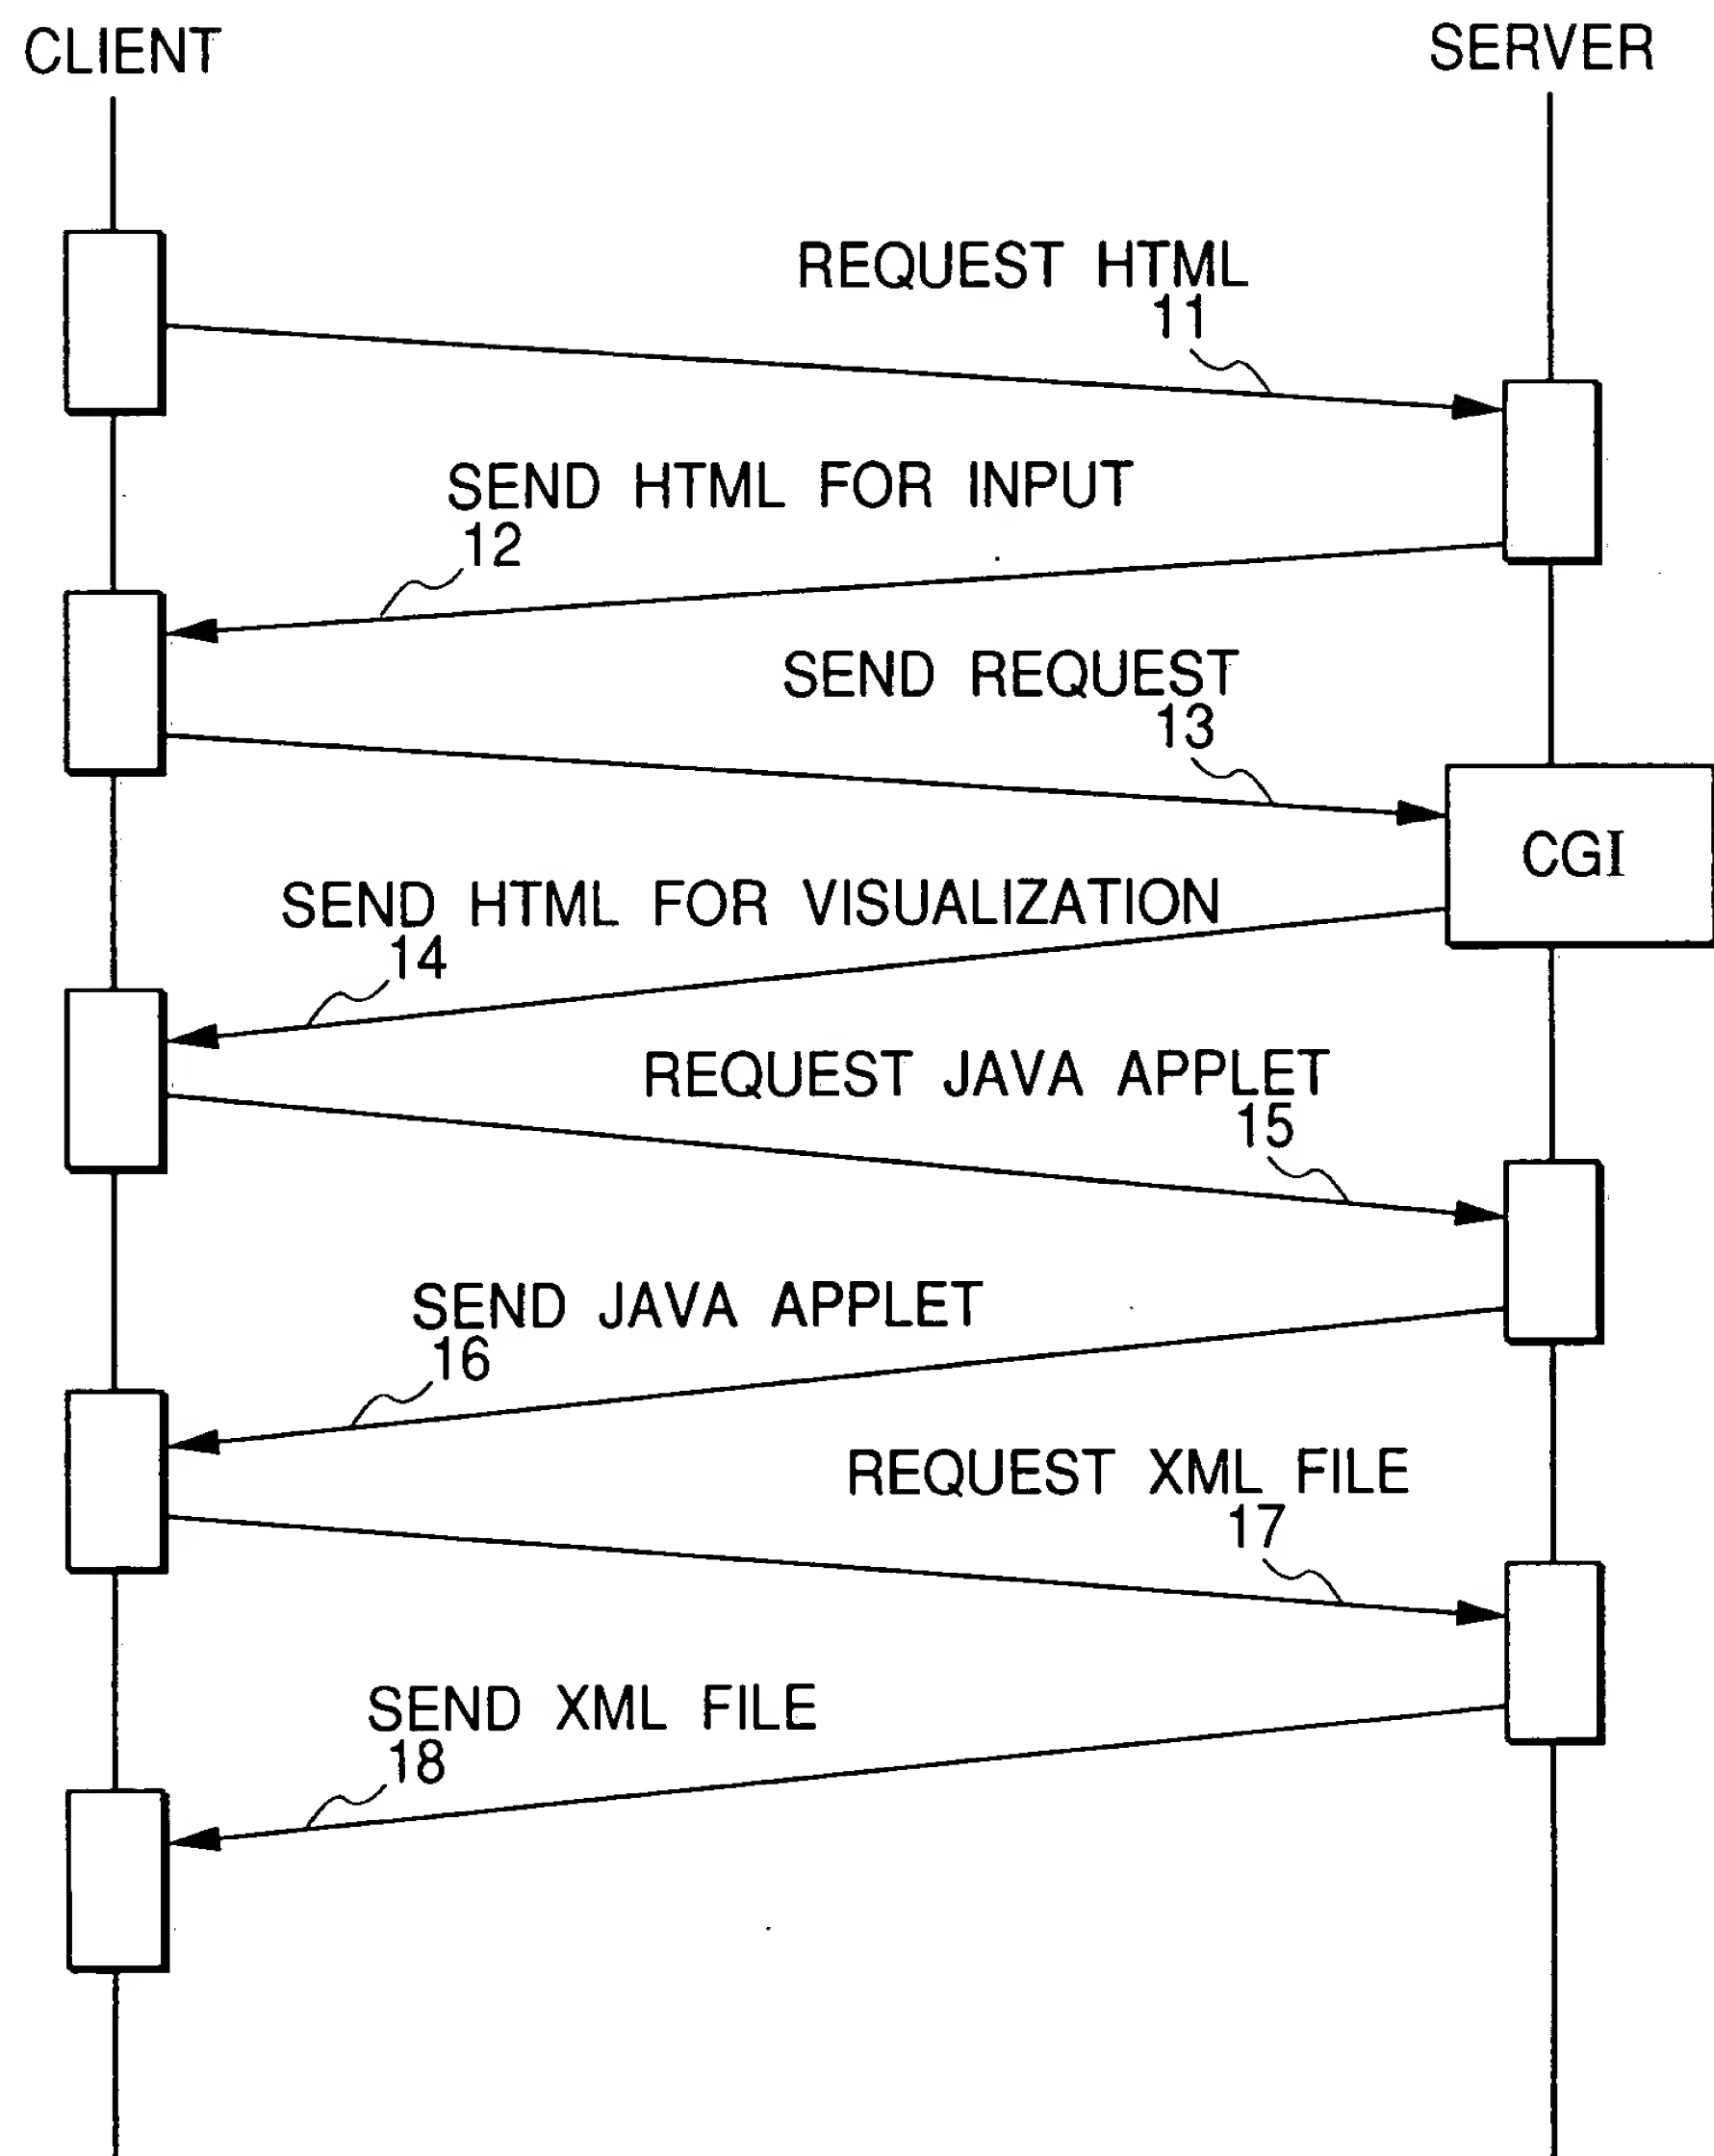 CLIENT
SERVER
REQUEST HTML
11
SEND HTML FOR INPUT
12
SEND REQUEST
13
CGI
SEND HTML FOR VISUALIZATION
14
REQUEST JAVA APPLET
15
SEND JAVA APPLET
16
REQUEST XML FILE
17
SEND XML FILE
18